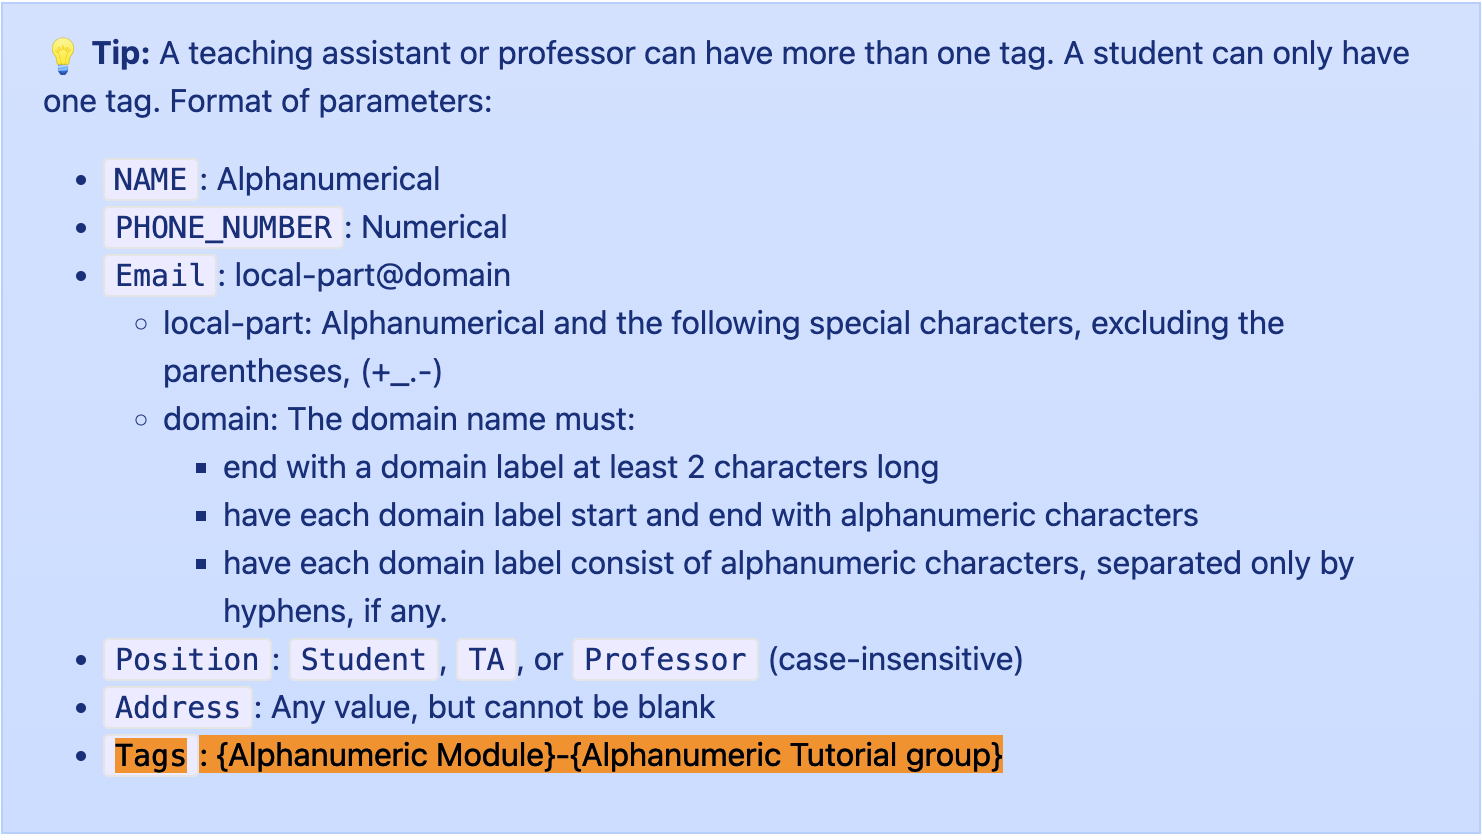 Tip: A teaching assistant or professor can have more than one tag. A student can only have
one tag. Format of parameters:
NAME : Alphanumerical
PHONE_NUMBER : Numerical
Email : local-part@domain
local-part: Alphanumerical and the following special characters, excluding the
parentheses, (+_.-)
domain: The domain name must:
end with a domain label at least 2 characters long
have each domain label start and end with alphanumeric characters
have each domain label consist of alphanumeric characters, separated only by
hyphens, if any.
Position : Student , TA , or Professor (case-insensitive)
Address : Any value, but cannot be blank
Tags : {Alphanumeric Module}-{Alphanumeric Tutorial group}